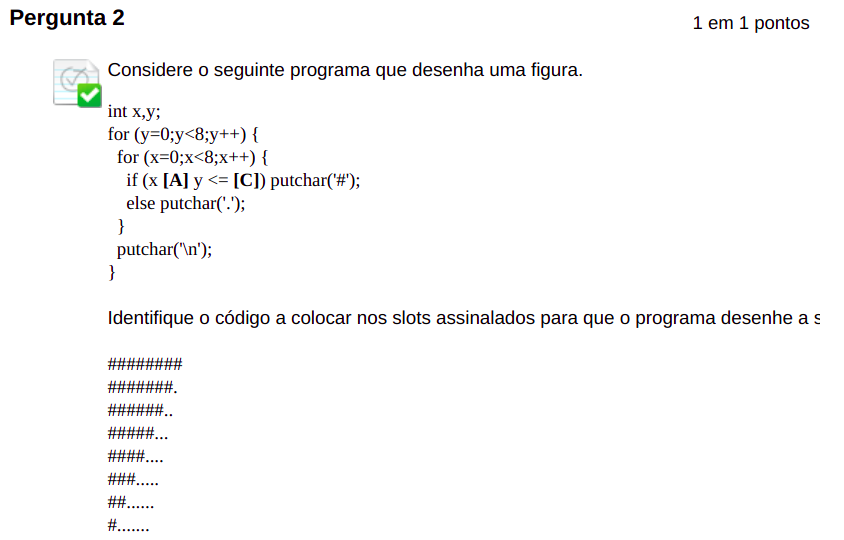 Pergunta 2
1 em 1 pontos
Considere o seguinte programa que desenha uma figura.
int x,y;
for (y=0;y<8;y++) {
for (x=0;x<8;x++) {
if (x [A] y <= [C]) putchar('#');
else putchar('.');
}
putchar('\n');
}
Identifique o código a colocar nos slots assinalados para que o programa desenhe a s
########
#######.
######..
#####...
####....
###.....
##......
#.......